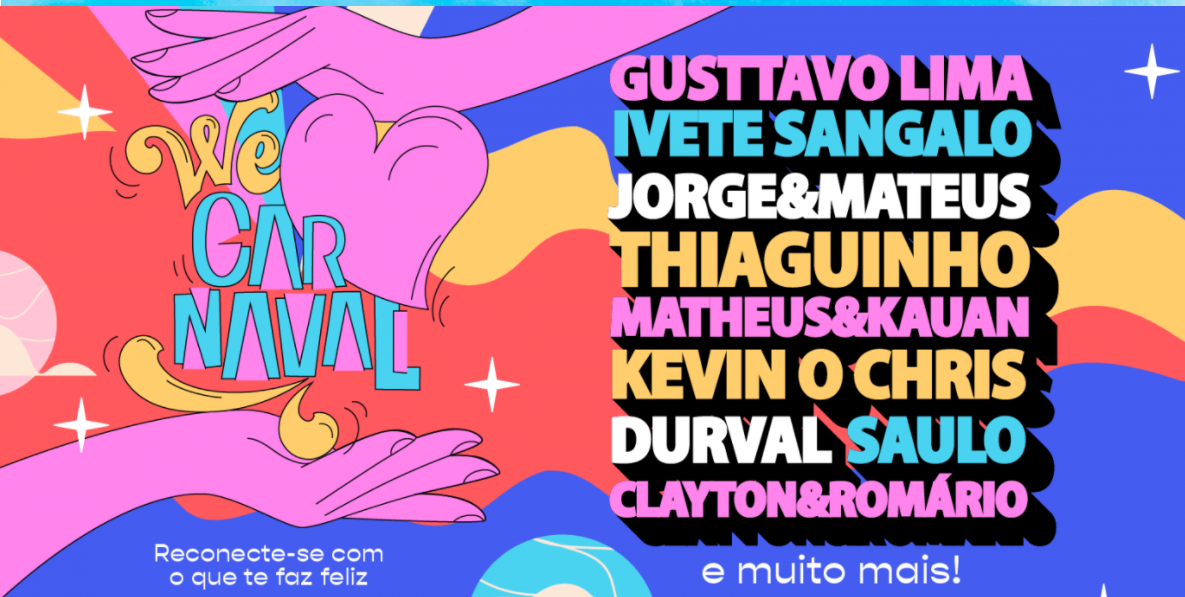 We
CAR
NAVAL
Reconecte-se com
o que te faz feliz
GUSTTAVO LIMA
IVETE SANGALO
JORGE&MATEUS
THIAGUINHO
MATHEUS&KAUAN
KEVIN O CHRIS
DURVAL SAULO
CLAYTON&ROMÁRIO
e muito mais!